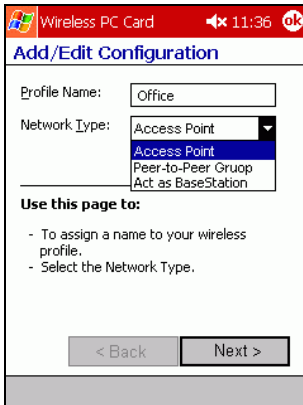 Wireless PC Card 11:36 ok
Add/Edit Configuration
Profile Name: Office
Network Type: Access Point
Access Point
Peer-to-Peer Gruop
Act as BaseStation
Use this page to:
- To assign a name to your wireless
profile.
- Select the Network Type.
< Back Next >